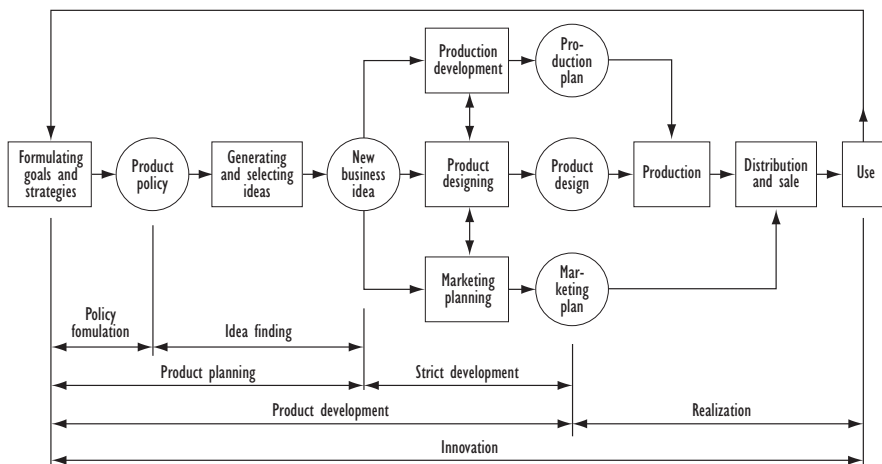 Production
development
Pro-
duction
plan
Formulating
goals and
strategies
Product
policy
Generating
and selecting
ideas
New
business
idea
Product
designing
Product
design
Production
Distribution
and sale
Use
Marketing
planning
Mar-
keting
plan
Policy
fomulation
Idea finding
Product planning
Strict development
Product development
Realization
Innovation